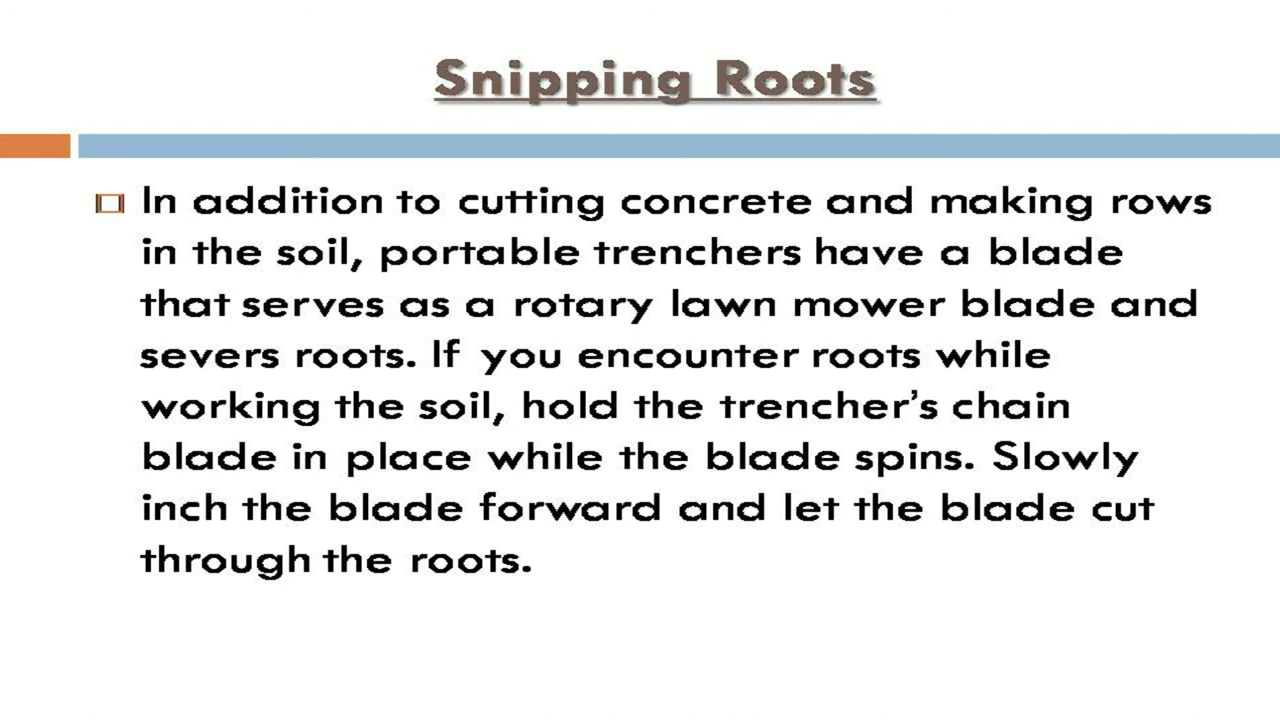 Snipping Roots
In addition to cutting concrete and making rows
in the soil, portable trenchers have a blade
that serves as a rotary lawn mower blade and
severs roots. If you encounter roots while
working the soil, hold the trencher’s chain
blade in place while the blade spins. Slowly
inch the blade forward and let the blade cut
through the roots.